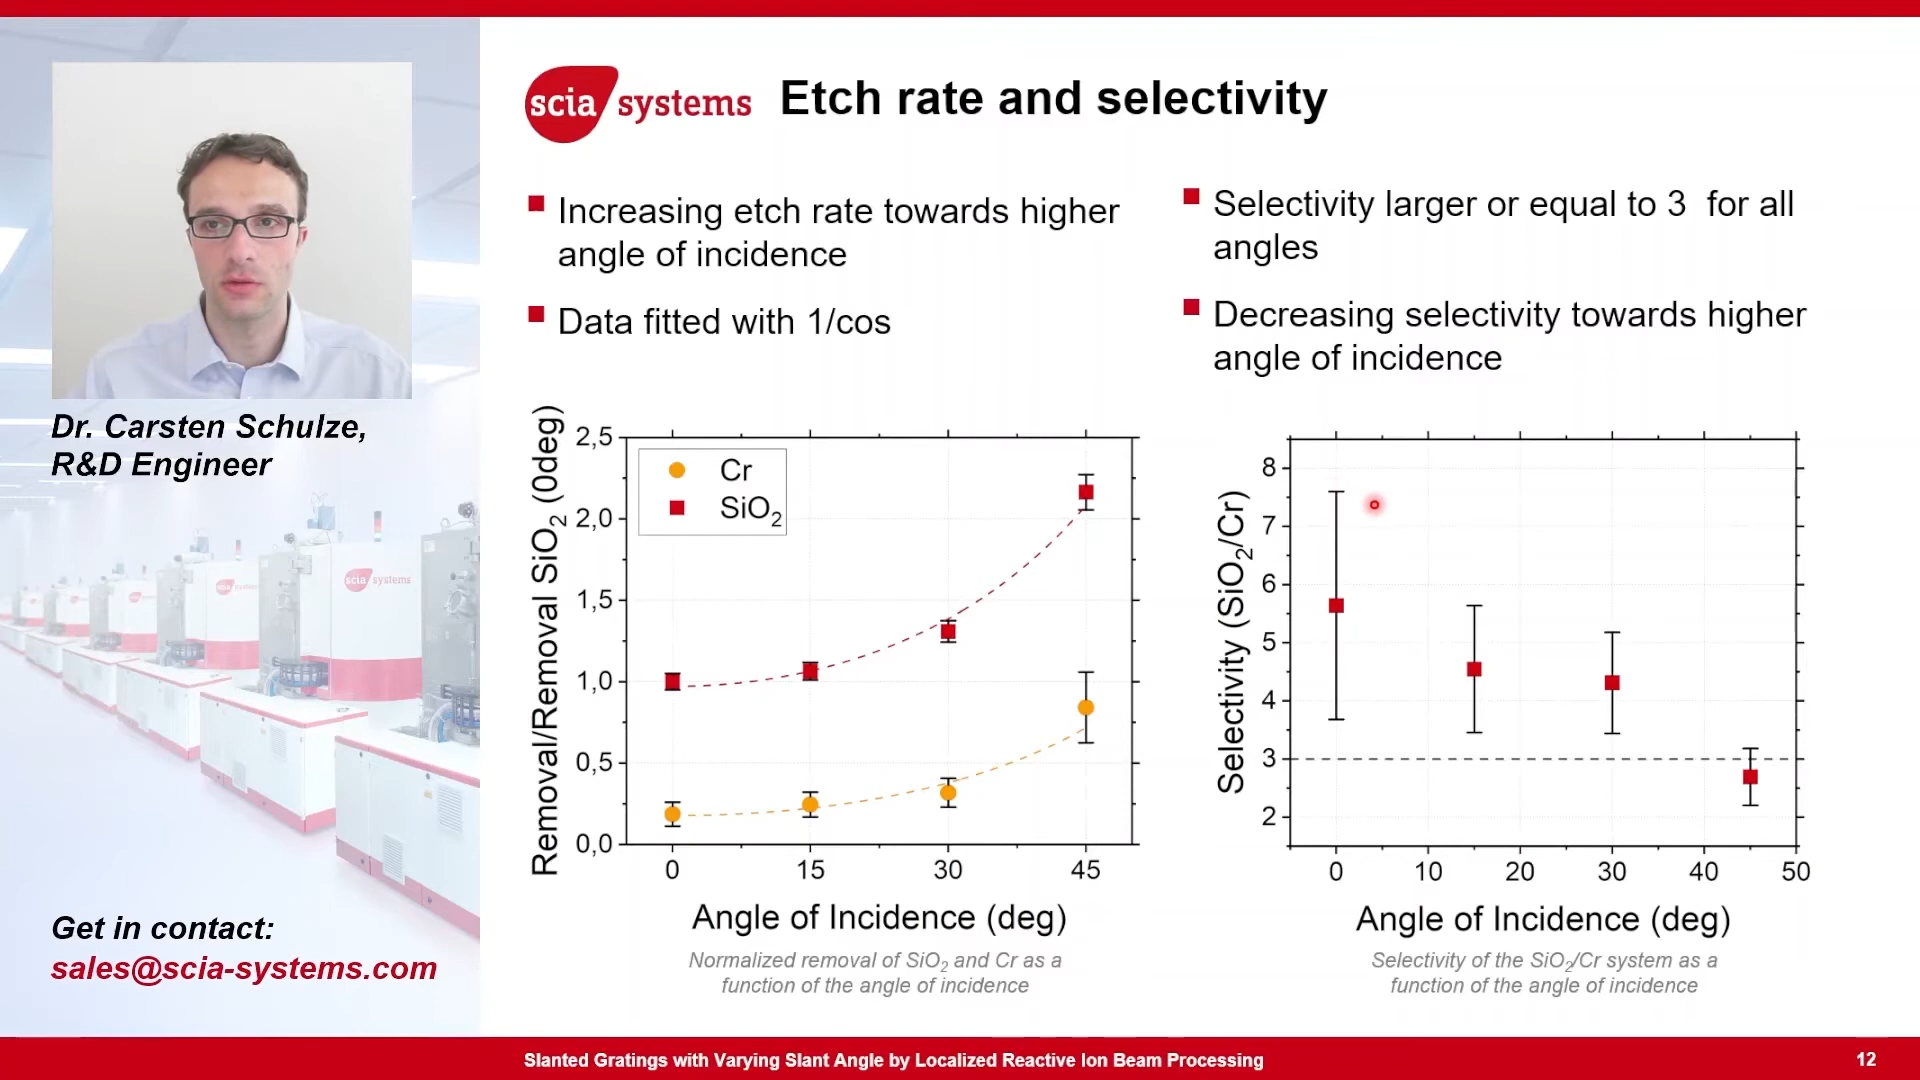 scia systems
Etch rate and selectivity
Increasing etch rate towards higher
angle of incidence
Data fitted with 1/cos
Selectivity larger or equal to 3  for all
angles
Decreasing selectivity towards higher
angle of incidence
Dr. Carsten Schulze,
R&D Engineer
Removal/Removal SiO2 (0deg)
2,5
2,0
1,5
1,0
0,5
0,0
Cr
SiO2
0 15 30 45
Angle of Incidence (deg)
Normalized removal of SiO2 and Cr as a
function of the angle of incidence
Selectivity (SiO2/Cr)
8
7
6
5
4
3
2
0 10 20 30 40 50
Angle of Incidence (deg)
Selectivity of the SiO2/Cr system as a
function of the angle of incidence
scia systems
Get in contact:
sales@scia-systems.com
Slanted Gratings with Varying Slant Angle by Localized Reactive Ion Beam Processing
12